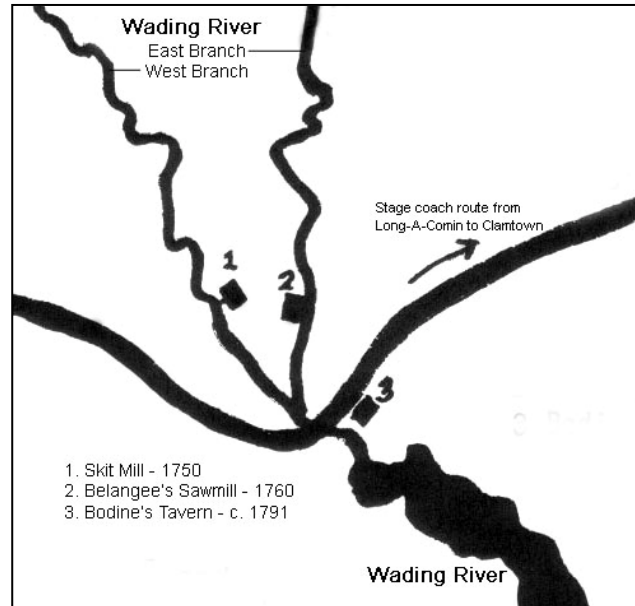 Wading River
East Branch
West Branch
Stage coach route from
Long-A-Comin to Clamtown
1
2
3
1. Skit Mill - 1750
2. Belangee's Sawmill - 1760
3. Bodine's Tavern - c. 1791
Wading River